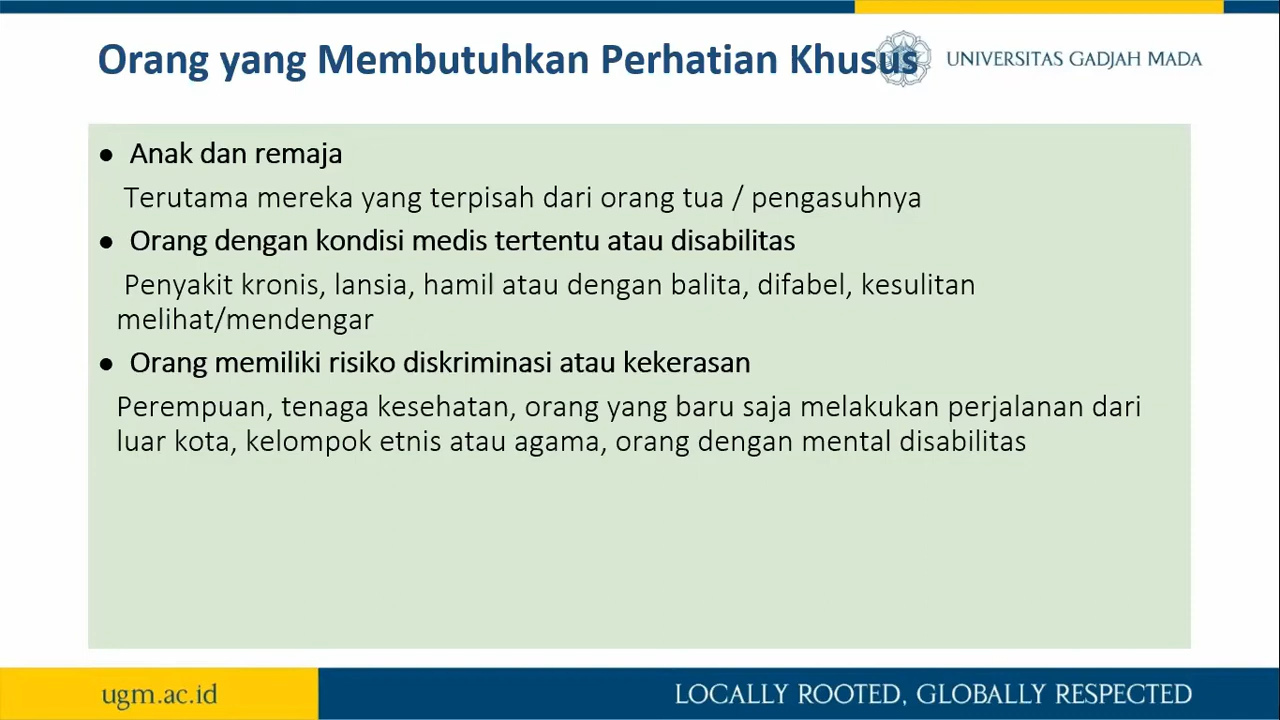 Orang yang Membutuhkan Perhatian Khusus
UNIVERSITAS GADJAH MADA
● Anak dan remaja
Terutama mereka yang terpisah dari orang tua / pengasuhnya
● Orang dengan kondisi medis tertentu atau disabilitas
Penyakit kronis, lansia, hamil atau dengan balita, difabel, kesulitan
melihat/mendengar
● Orang memiliki risiko diskriminasi atau kekerasan
Perempuan, tenaga kesehatan, orang yang baru saja melakukan perjalanan dari
luar kota, kelompok etnis atau agama, orang dengan mental disabilitas
ugm.ac.id
LOCALLY ROOTED, GLOBALLY RESPECTED